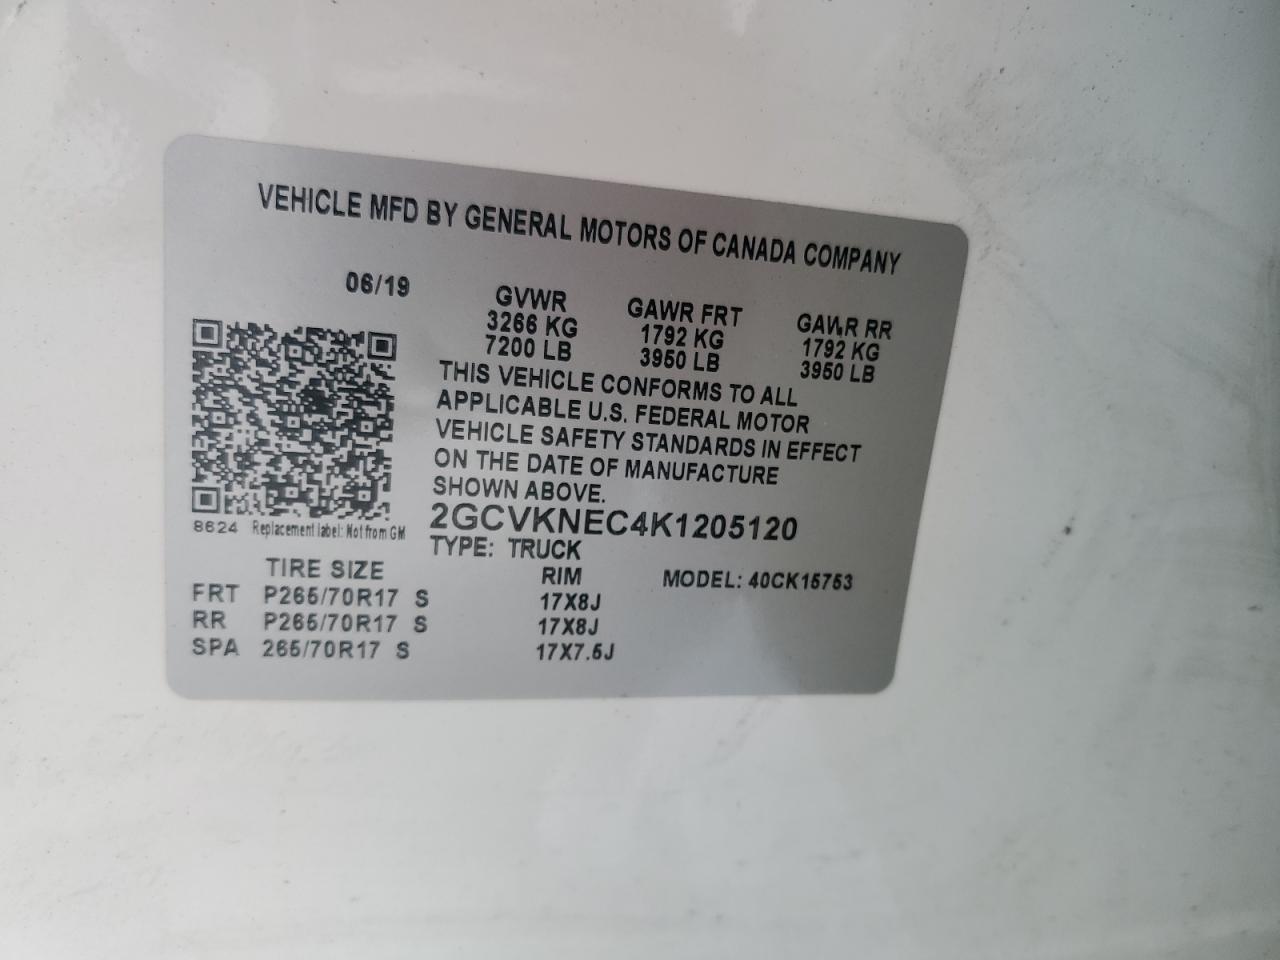 VEHICLE MFD BY GENERAL MOTORS OF CANADA COMPANY
06/19
GVWR GAWR FRT GAWR RR
3266 KG 1792 KG 1792 KG
7200 LB 3950 LB 3950 LB
THIS VEHICLE CONFORMS TO ALL
APPLICABLE U.S. FEDERAL MOTOR
VEHICLE SAFETY STANDARDS IN EFFECT
ON THE DATE OF MANUFACTURE
SHOWN ABOVE.
8624 Replacement label: Not from GM
2GCVKNEC4K1205120
TYPE: TRUCK
TIRE SIZE RIM MODEL: 40CK15753
FRT P265/70R17 S 17X8J
RR P265/70R17 S 17X8J
SPA 265/70R17 S 17X7.5J